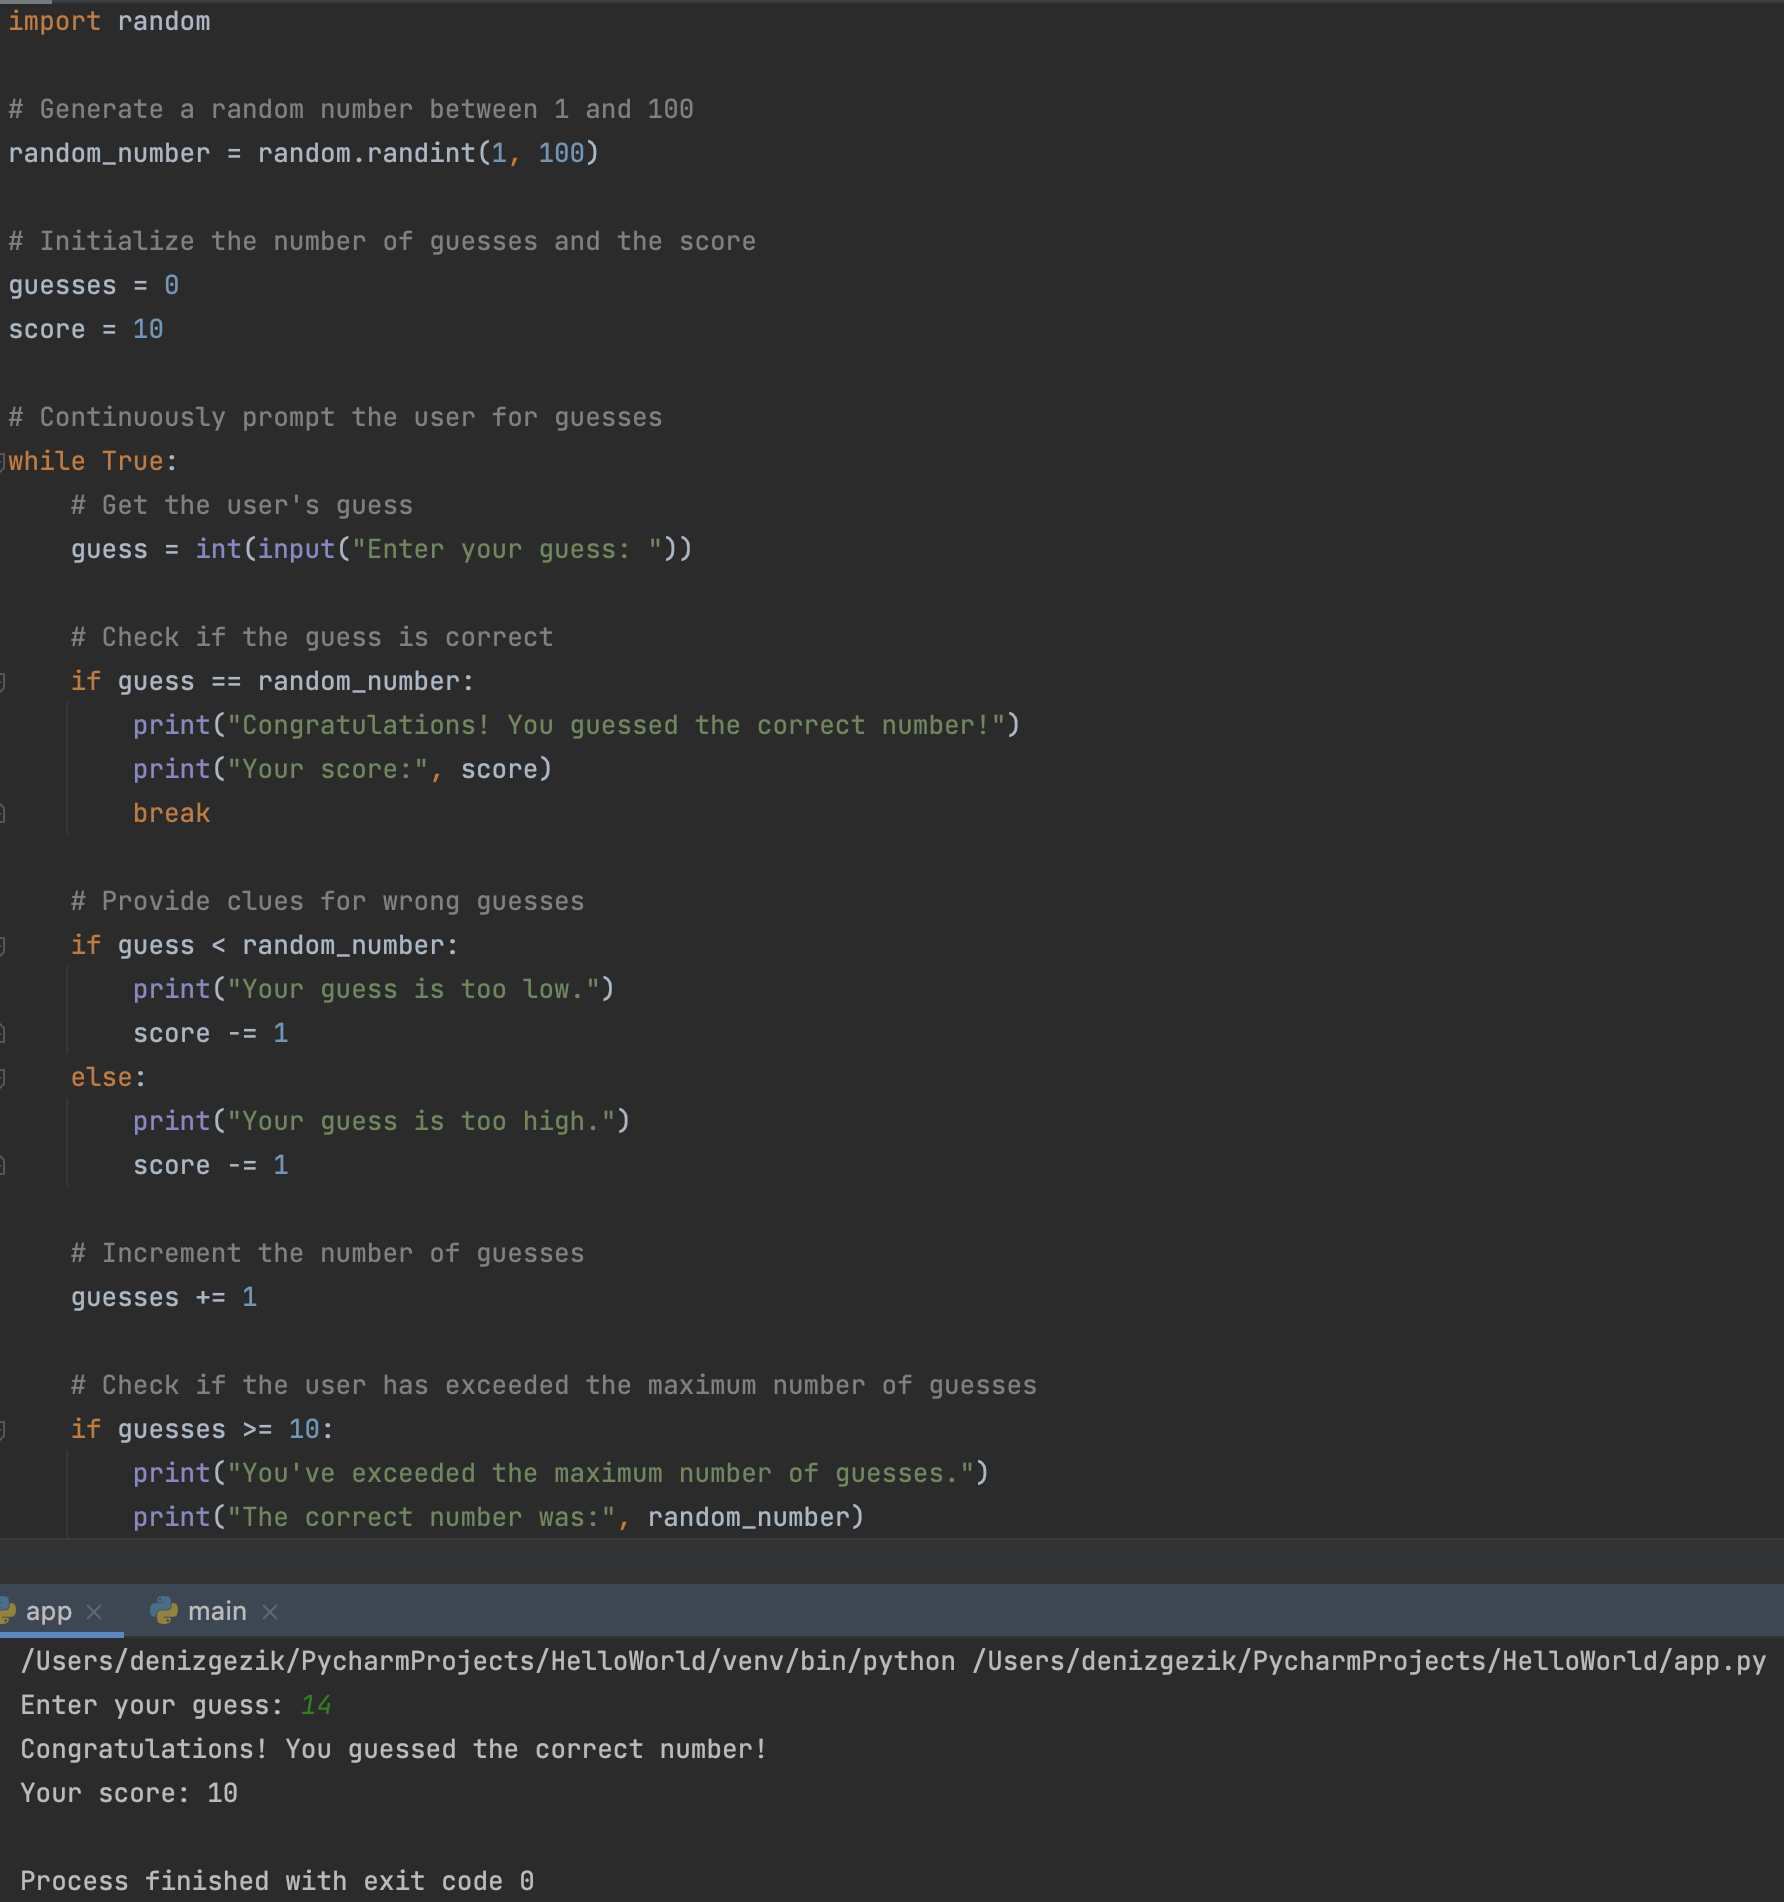 import random
# Generate a random number between 1 and 100
random_number = random.randint(1, 100)
# Initialize the number of guesses and the score
guesses = 0
score = 10
# Continuously prompt the user for guesses
while True:
    # Get the user's guess
    guess = int(input("Enter your guess: "))
    # Check if the guess is correct
    if guess == random_number:
        print("Congratulations! You guessed the correct number!")
        print("Your score:", score)
        break
    # Provide clues for wrong guesses
    if guess < random_number:
        print("Your guess is too low.")
        score -= 1
    else:
        print("Your guess is too high.")
        score -= 1
    # Increment the number of guesses
    guesses += 1
    # Check if the user has exceeded the maximum number of guesses
    if guesses >= 10:
        print("You've exceeded the maximum number of guesses.")
        print("The correct number was:", random_number)
app × main ×
/Users/denizgezik/PycharmProjects/HelloWorld/venv/bin/python /Users/denizgezik/PycharmProjects/HelloWorld/app.py
Enter your guess: 14
Congratulations! You guessed the correct number!
Your score: 10
Process finished with exit code 0